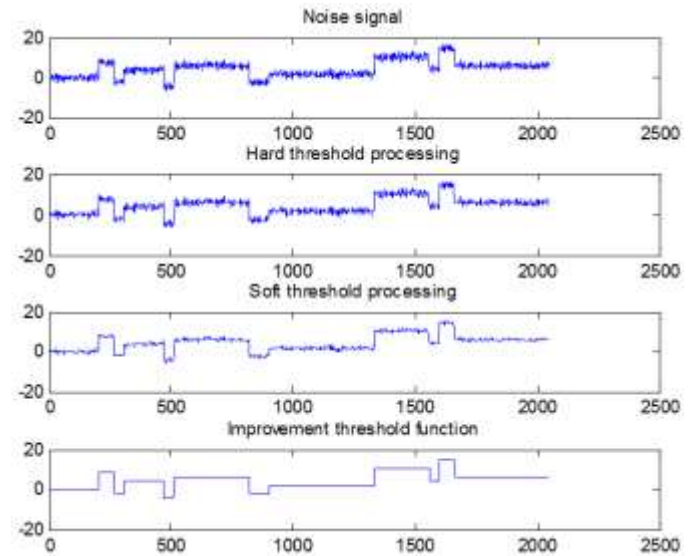 Noise signal
20
0
-20
0 500 1000 1500 2000 2500
Hard threshold processing
20
0
-20
0 500 1000 1500 2000 2500
Soft threshold processing
20
0
-20
0 500 1000 1500 2000 2500
Improvement threshold function
20
0
-20
0 500 1000 1500 2000 2500